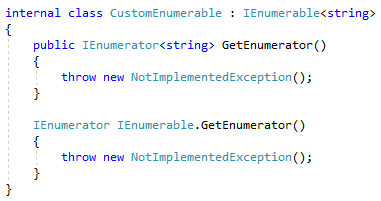 internal class CustomEnumerable : IEnumerable<string>
{
    public IEnumerator<string> GetEnumerator()
    {
        throw new NotImplementedException();
    }

    IEnumerator IEnumerable.GetEnumerator()
    {
        throw new NotImplementedException();
    }
}